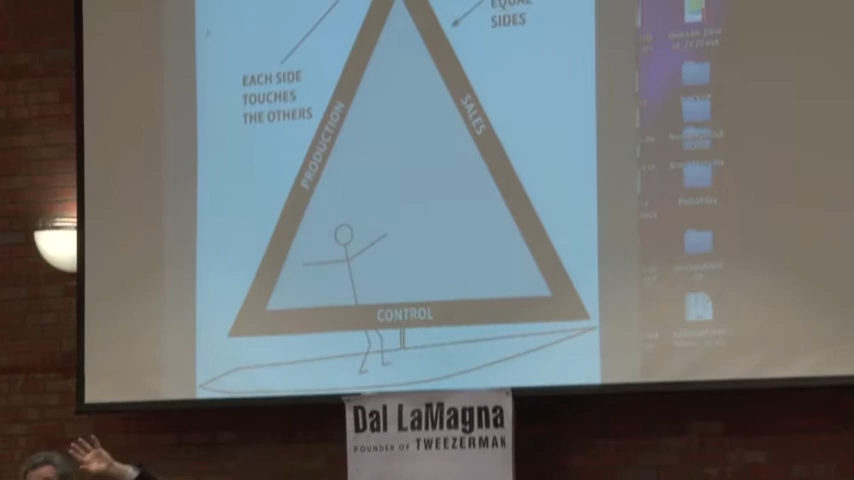 EQUAL
SIDES
EACH SIDE
TOUCHES
THE OTHERS
PRODUCTION
SALES
CONTROL
Dal LaMagna
FOUNDER OF TWEEZERMAN